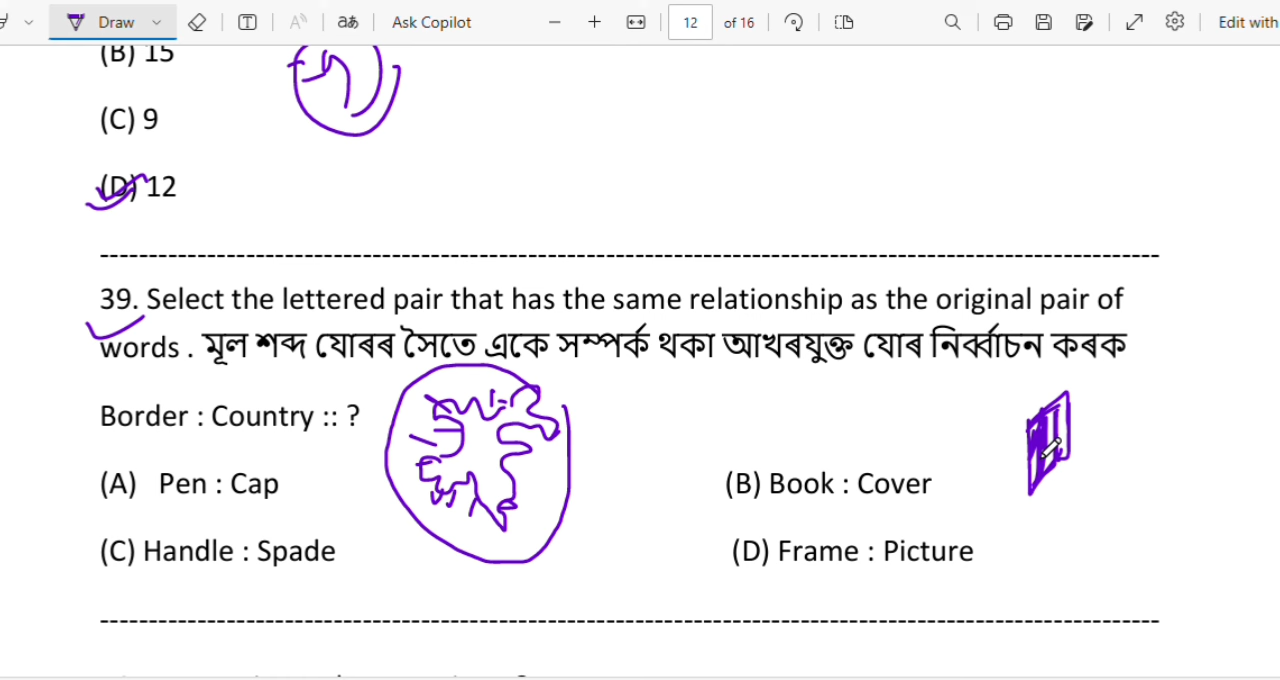 Draw
aあ
Ask Copilot
12 of 16
Edit with
(B) 15
(C) 9
(D) 12
39. Select the lettered pair that has the same relationship as the original pair of
words . মূল শব্দ যোৰৰ সৈতে একে সম্পৰ্ক থকা আখৰযুক্ত যোৰ নিৰ্ব্বাচন কৰক
Border : Country :: ?
(A) Pen : Cap (B) Book : Cover
(C) Handle : Spade (D) Frame : Picture